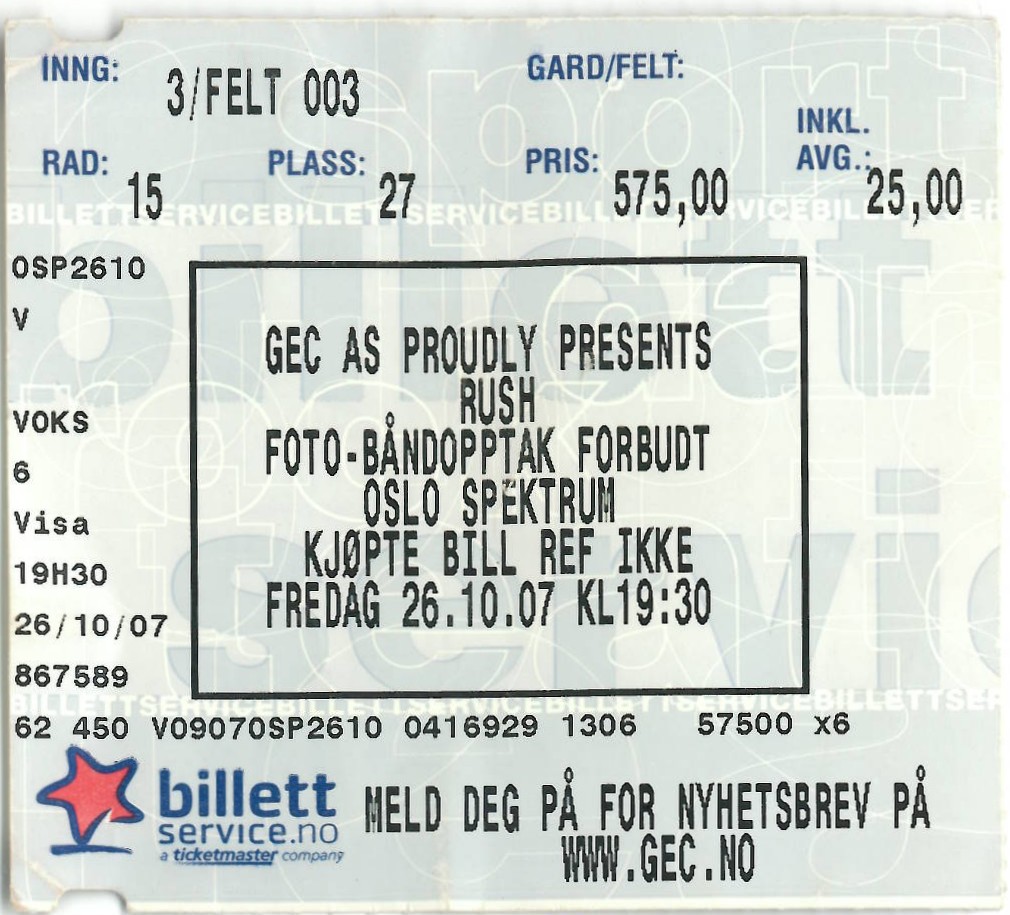 INNG: 3/FELT 003 GARD/FELT:
INKL.
RAD: 15 PLASS: 27 PRIS: 575,00 AVG.: 25,00
OSP2610
V
VOKS
6
Visa
19H30
26/10/07
867589
GEC AS PROUDLY PRESENTS
RUSH
FOTO-BÅNDOPPTAK FORBUDT
OSLO SPEKTRUM
KJØPTE BILL REF IKKE
FREDAG 26.10.07 KL19:30
62 450 V0907OSP2610 0416929 1306 57500 x6
billett
service.no
a ticketmaster company
MELD DEG PÅ FOR NYHETSBREV PÅ
WWW.GEC.NO